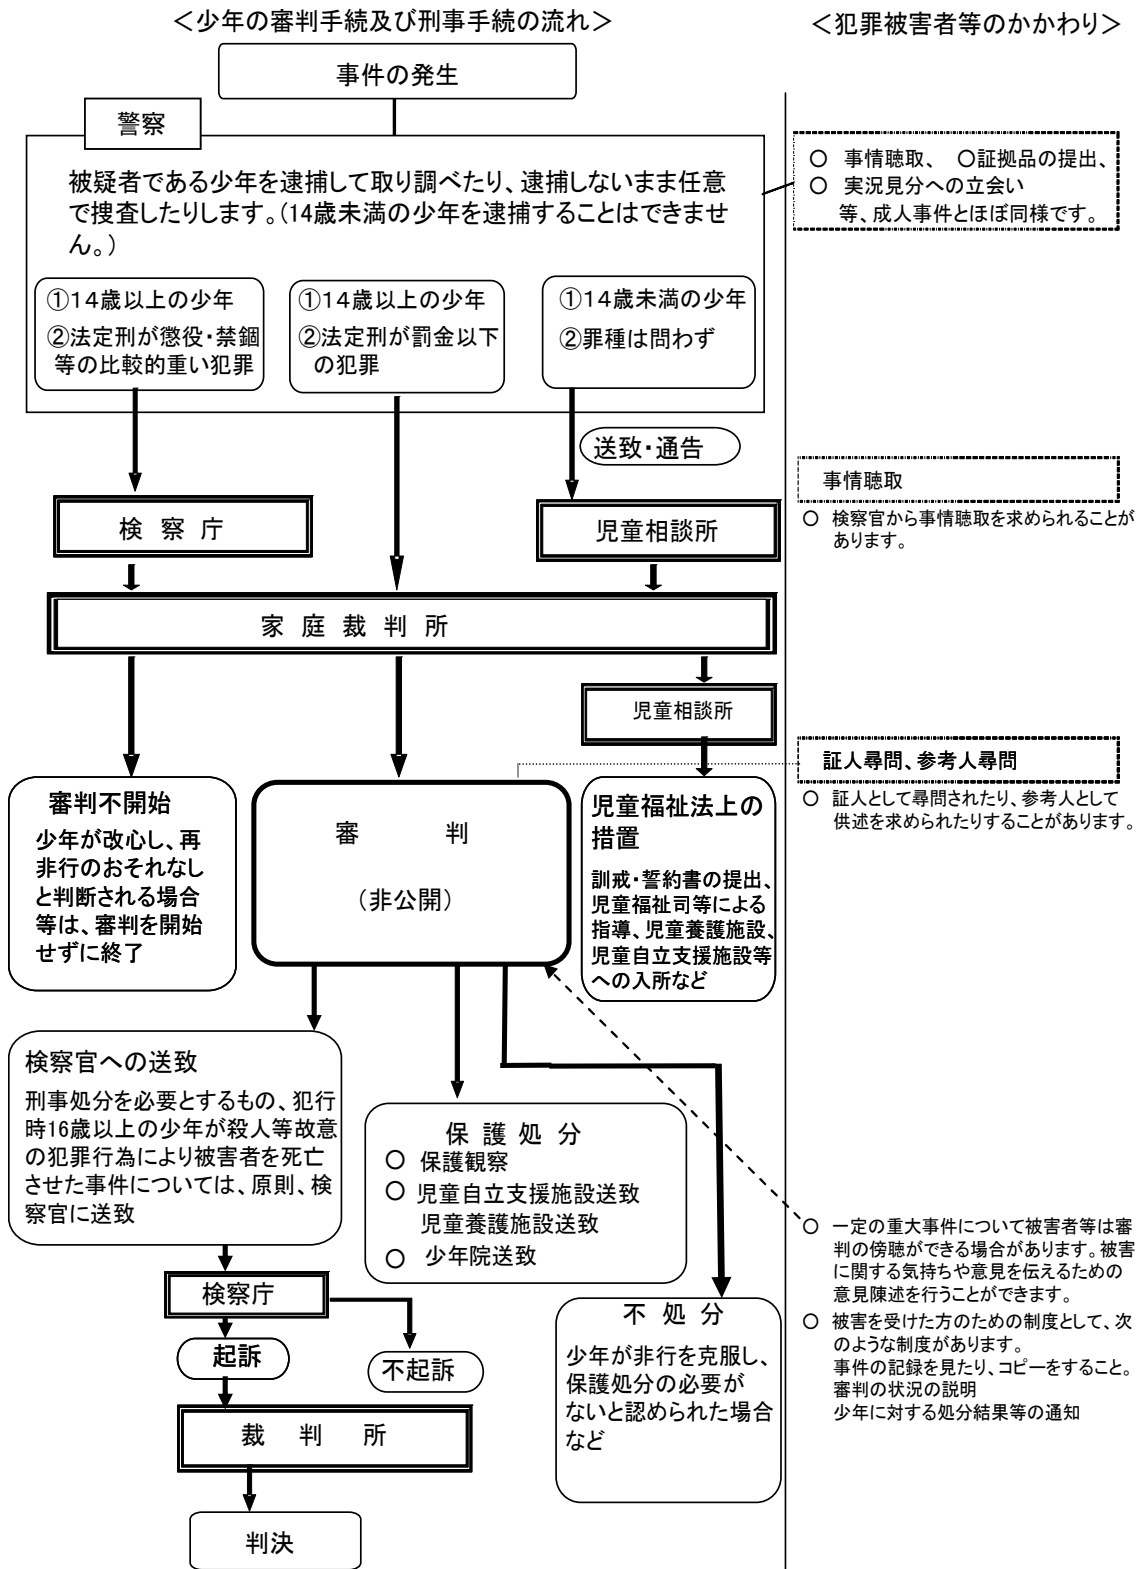 ＜少年の審判手続及び刑事手続の流れ＞
＜犯罪被害者等のかかわり＞
事件の発生
警察
被疑者である少年を逮捕して取り調べたり、逮捕しないまま任意
で捜査したりします。（14歳未満の少年を逮捕することはできませ
ん。）
①14歳以上の少年
②法定刑が懲役・禁錮
等の比較的重い犯罪
①14歳以上の少年
②法定刑が罰金以下
の犯罪
①14歳未満の少年
②罪種は問わず
○ 事情聴取、 ○証拠品の提出、
○ 実況見分への立会い
等、成人事件とほぼ同様です。
送致・通告
検 察 庁
児童相談所
事情聴取
○ 検察官から事情聴取を求められることが
あります。
家 庭 裁 判 所
児童相談所
証人尋問、参考人尋問
○ 証人として尋問されたり、参考人として
供述を求められたりすることがあります。
審判不開始
少年が改心し、再
非行のおそれなし
と判断される場合
等は、審判を開始
せずに終了
審 判
（非公開）
児童福祉法上の
措置
訓戒・誓約書の提出、
児童福祉司等による
指導、児童養護施設、
児童自立支援施設等
への入所など
検察官への送致
刑事処分を必要とするもの、犯行
時16歳以上の少年が殺人等故意
の犯罪行為により被害者を死亡
させた事件については、原則、検
察官に送致
保 護 処 分
○ 保護観察
○ 児童自立支援施設送致
児童養護施設送致
○ 少年院送致
○ 一定の重大事件について被害者等は審
判の傍聴ができる場合があります。被害
に関する気持ちや意見を伝えるための
意見陳述を行うことができます。
○ 被害を受けた方のための制度として、次
のような制度があります。
事件の記録を見たり、コピーをすること。
審判の状況の説明
少年に対する処分結果等の通知
検察庁
起訴
不起訴
不 処 分
少年が非行を克服し、
保護処分の必要が
ないと認められた場合
など
裁 判 所
判決